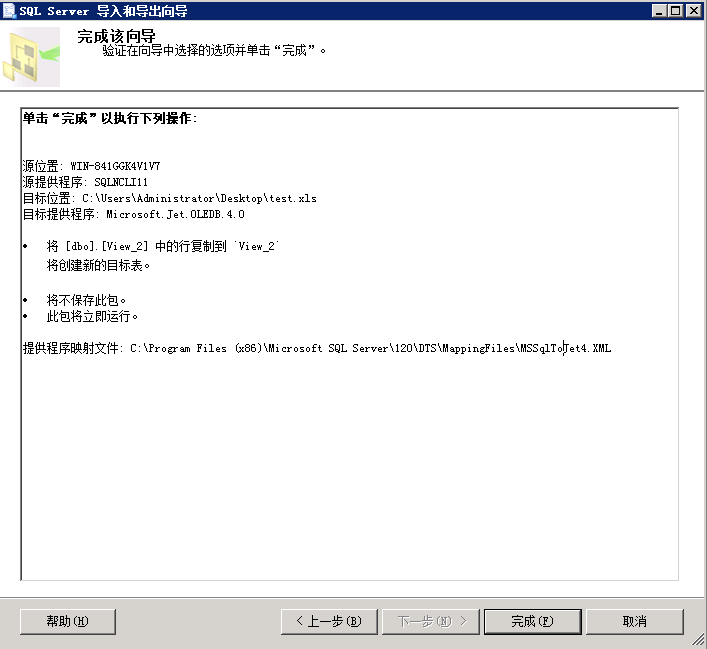 SQL Server 导入和导出向导
完成该向导
验证在向导中选择的选项并单击“完成”。
单击“完成”以执行下列操作:
源位置: WIN-841GGK4V1V7
源提供程序: SQLNCLI11
目标位置: C:\Users\Administrator\Desktop\test.xls
目标提供程序: Microsoft.Jet.OLEDB.4.0
• 将 [dbo].[View_2] 中的行复制到 `View_2`
将创建新的目标表。
• 将不保存此包。
• 此包将立即运行。
提供程序映射文件: C:\Program Files (x86)\Microsoft SQL Server\120\DTS\MappingFiles\MSSqlToJet4.XML
帮助(H) < 上一步(B) 下一步(N) > 完成(F) 取消